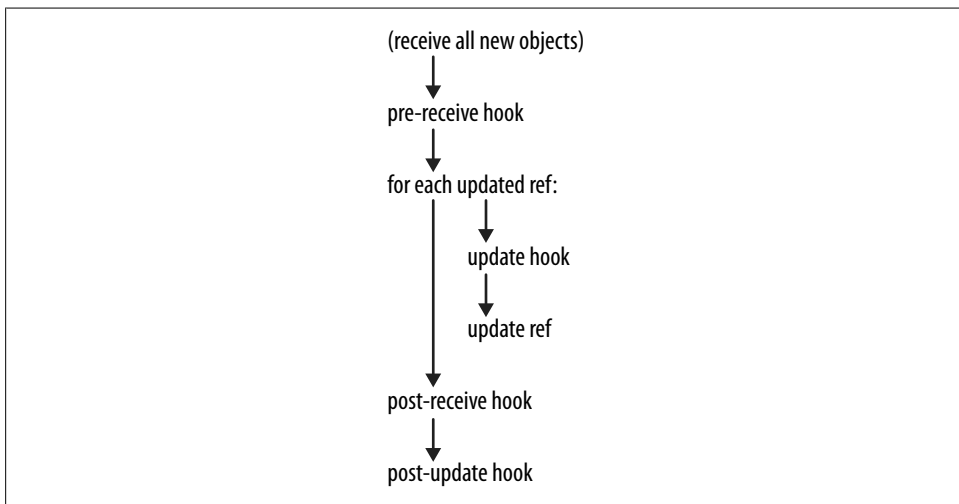 (receive all new objects)
pre-receive hook
for each updated ref:
update hook
update ref
post-receive hook
post-update hook